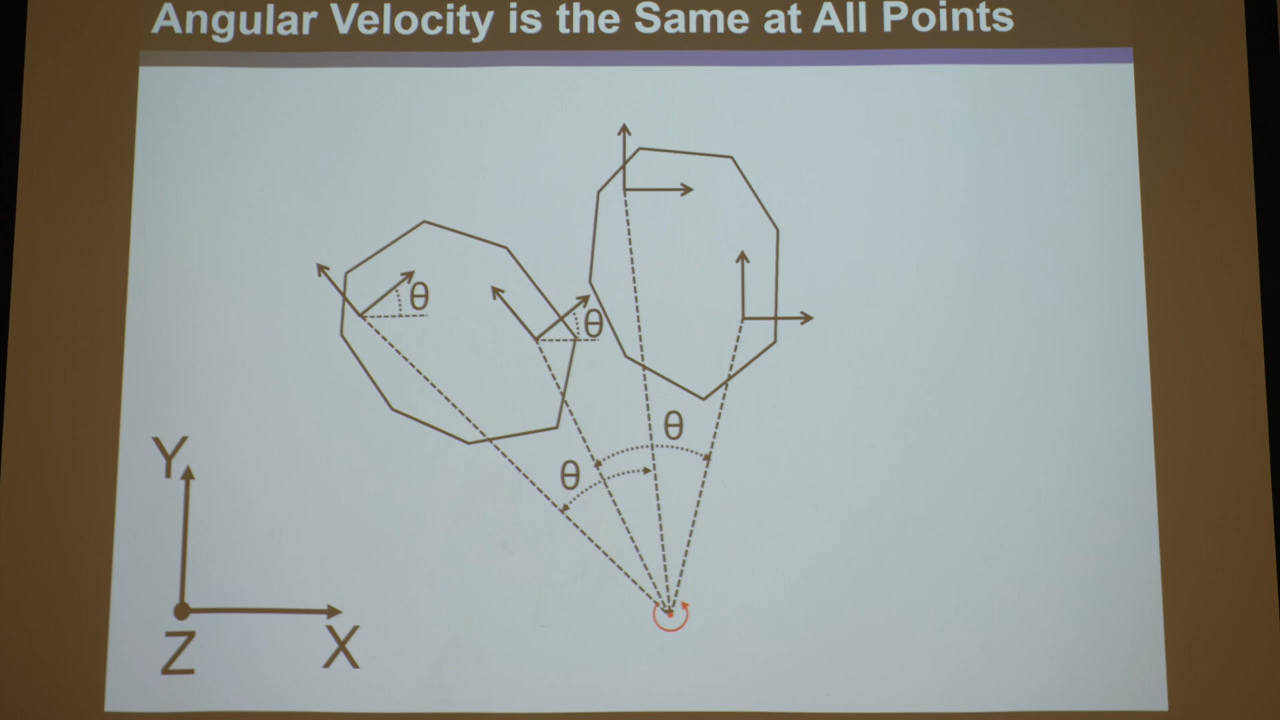 Angular Velocity is the Same at All Points
θ
θ
θ
θ
Y
Z
X